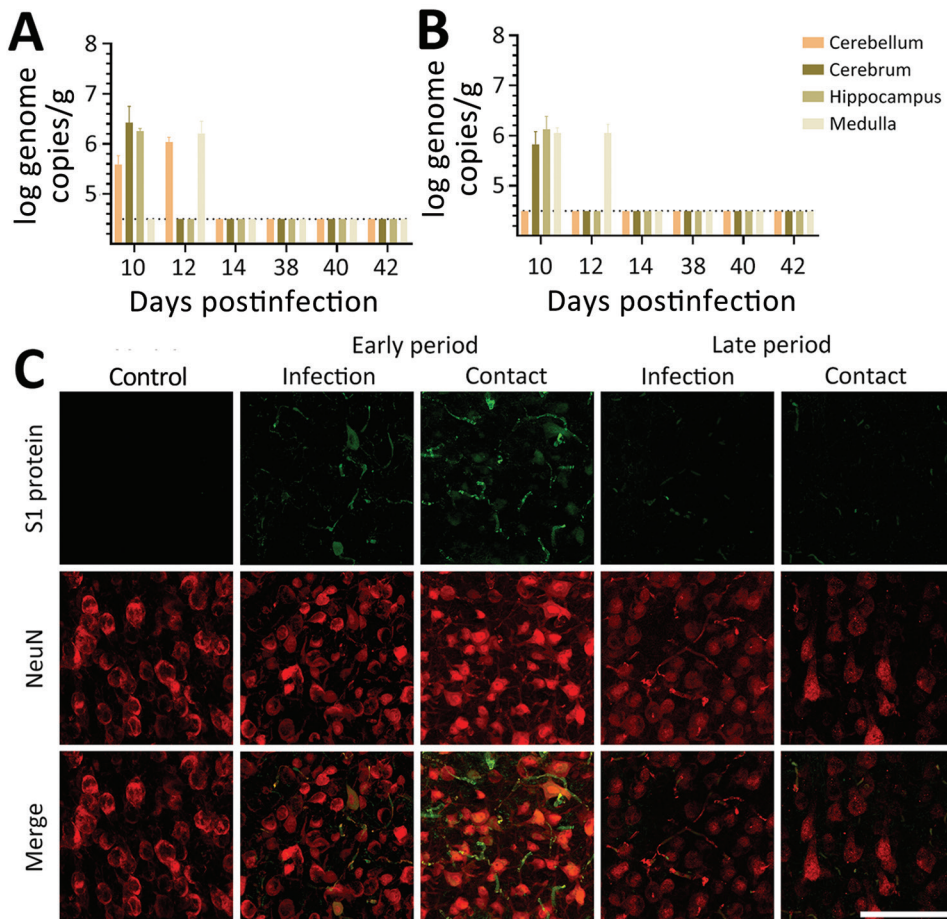 A
log genome
copies/g
8
7
6
5
10 12 14 38 40 42
Days postinfection
B
log genome
copies/g
8
7
6
5
10 12 14 38 40 42
Days postinfection
Cerebellum
Cerebrum
Hippocampus
Medulla
C
Early period
Late period
Control
Infection
Contact
Infection
Contact
S1 protein
NeuN
Merge